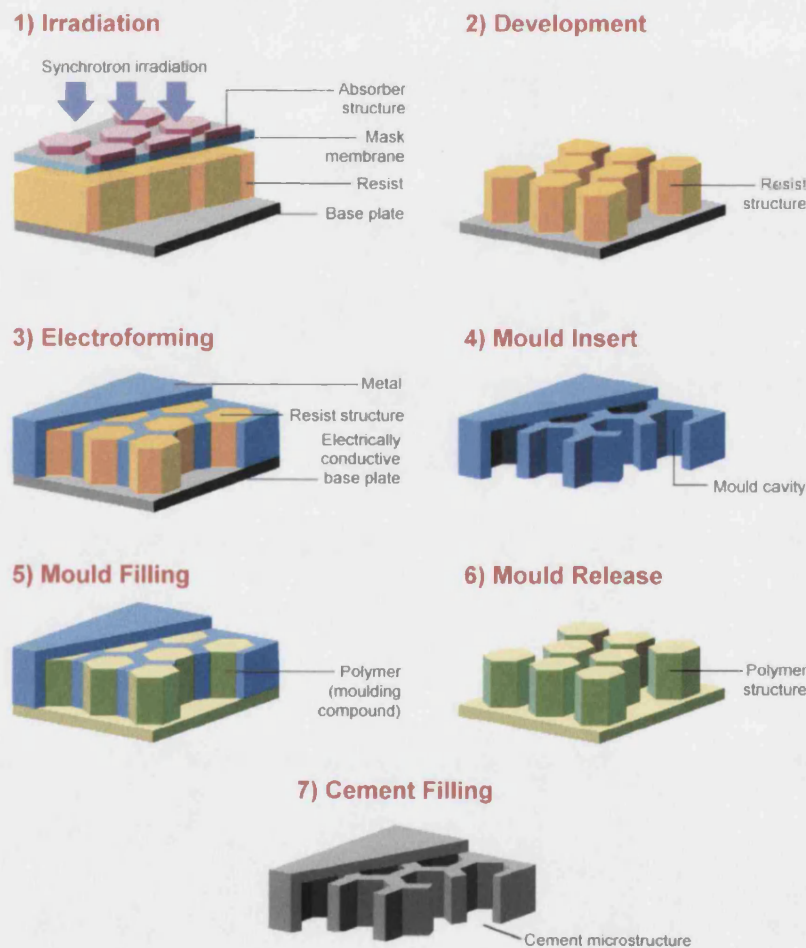 1) Irradiation
Synchrotron irradiation
Absorber
structure
Mask
membrane
Resist
Base plate
2) Development
Resist
structure
3) Electroforming
Metal
Resist structure
Electrically
conductive
base plate
4) Mould Insert
Mould cavity
5) Mould Filling
Polymer
(moulding
compound)
6) Mould Release
Polymer
structure
7) Cement Filling
Cement microstructure